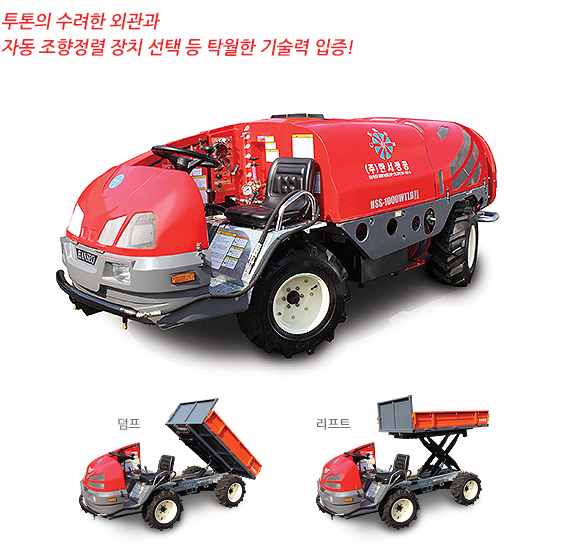 투톤의 수려한 외관과
자동 조향정렬 장치 선택 등 탁월한 기술력 입증!
(주)한서정공
HSS-1000WTLDⅡ
HANSEO
덤프
리프트